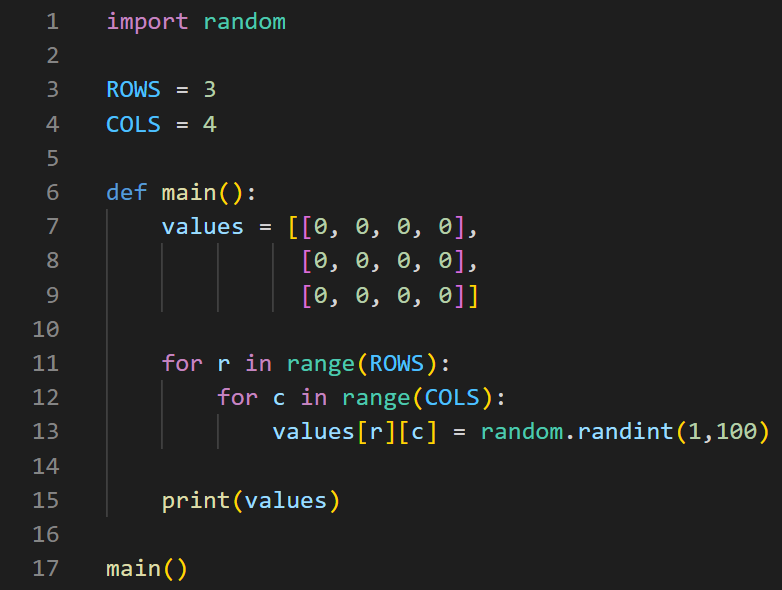 1 import random
2
3 ROWS = 3
4 COLS = 4
5
6 def main():
7     values = [[0, 0, 0, 0],
8               [0, 0, 0, 0],
9               [0, 0, 0, 0]]
10
11     for r in range(ROWS):
12         for c in range(COLS):
13             values[r][c] = random.randint(1,100)
14
15     print(values)
16
17 main()